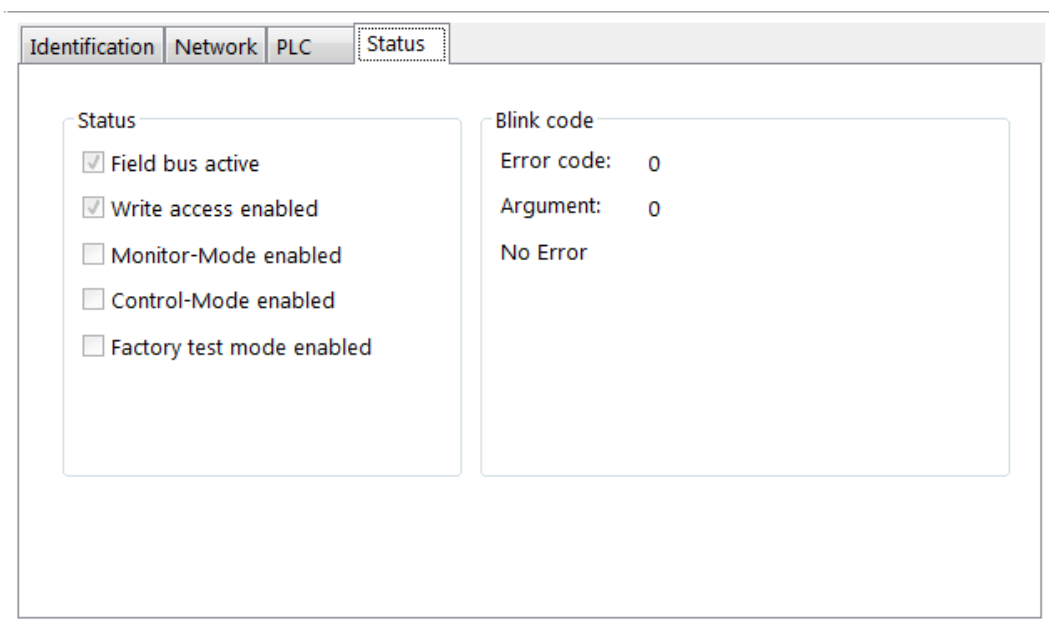 Identification Network PLC Status
Status
Field bus active
Write access enabled
Monitor-Mode enabled
Control-Mode enabled
Factory test mode enabled
Blink code
Error code: 0
Argument: 0
No Error